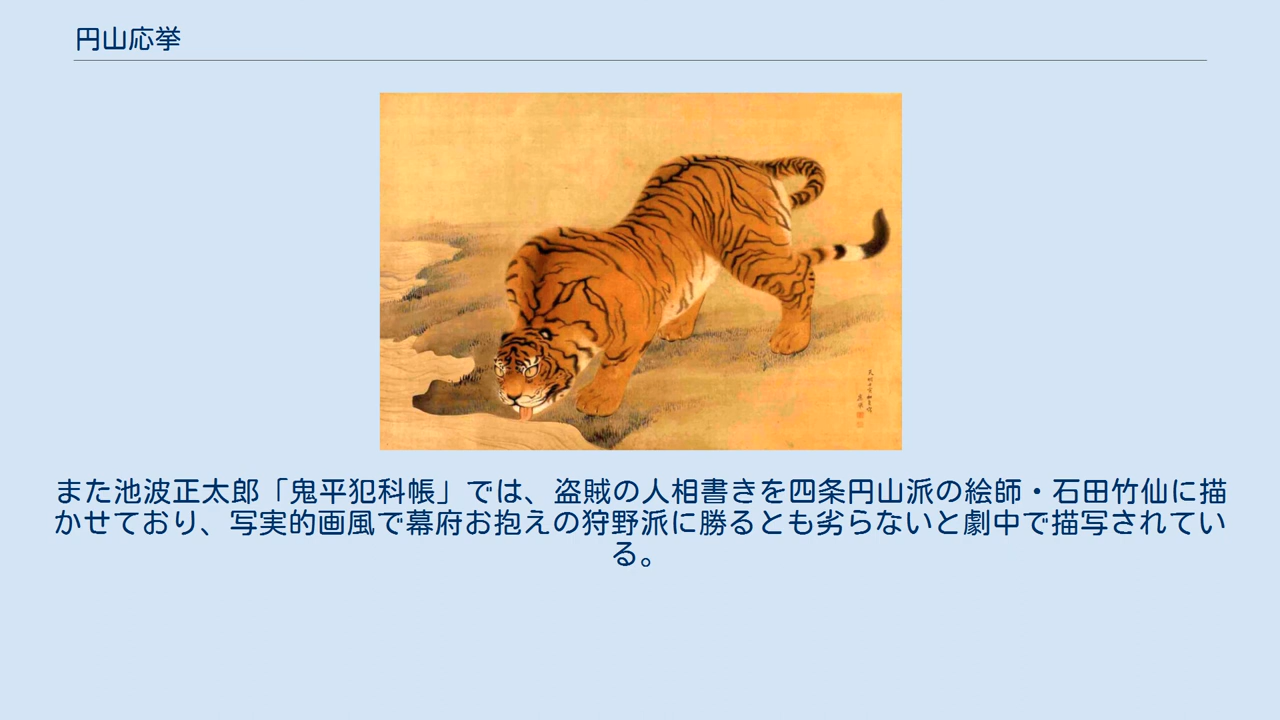 円山応挙
また池波正太郎「鬼平犯科帳」では、盗賊の人相書きを四条円山派の絵師・石田竹仙に描
かせており、写実的画風で幕府お抱えの狩野派に勝るとも劣らないと劇中で描写されてい
る。